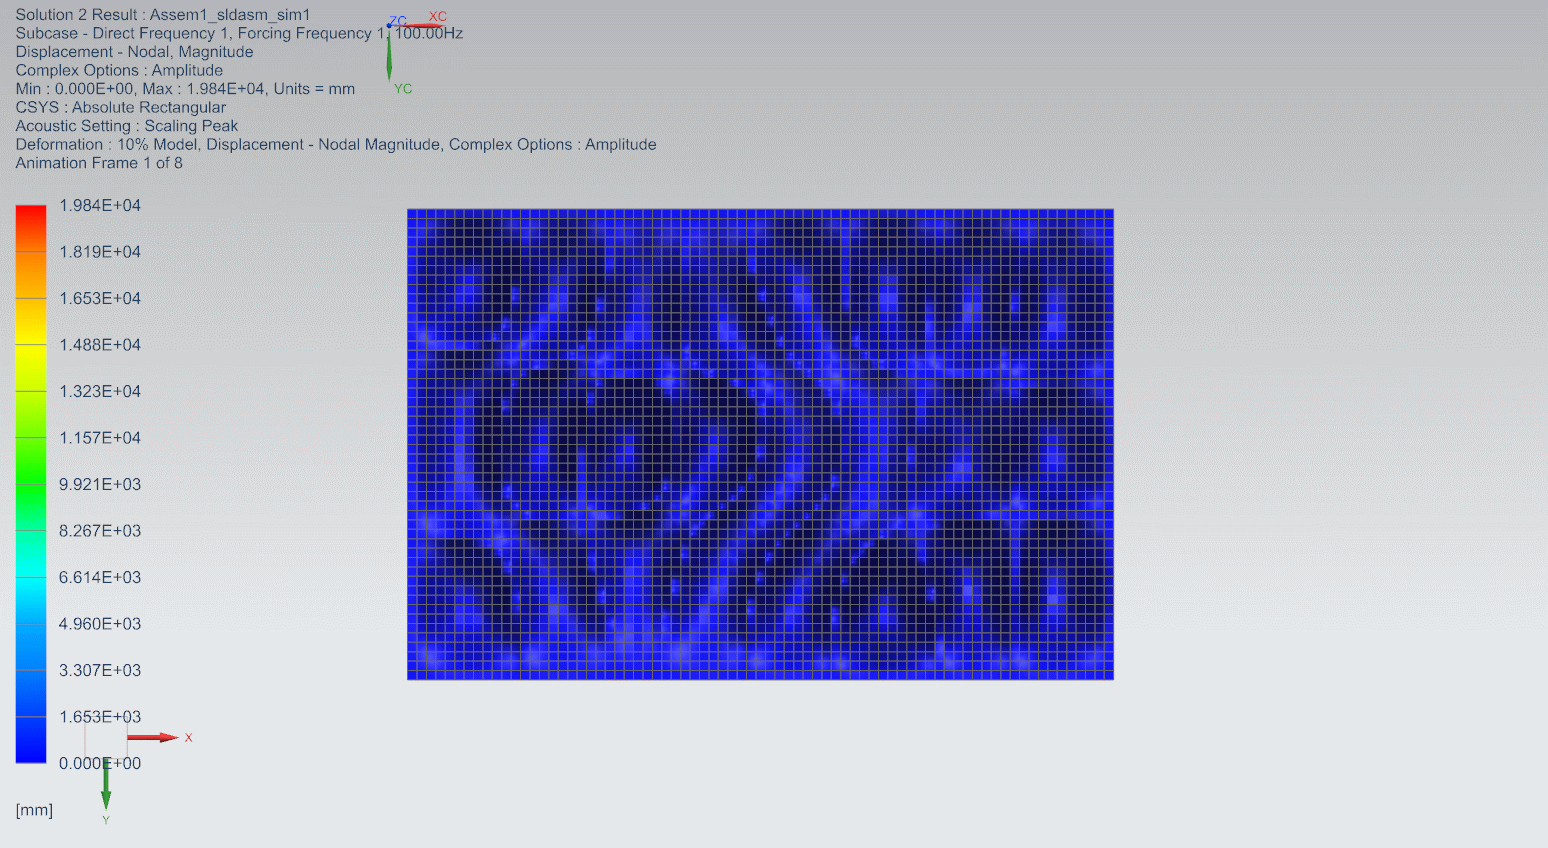 Solution 2 Result : Assem1_sldasm_sim1
Subcase - Direct Frequency 1, Forcing Frequency 1, 100.00Hz
Displacement - Nodal, Magnitude
Complex Options : Amplitude
Min : 0.000E+00, Max : 1.984E+04, Units = mm
CSYS : Absolute Rectangular
Acoustic Setting : Scaling Peak
Deformation : 10% Model, Displacement - Nodal Magnitude, Complex Options : Amplitude
Animation Frame 1 of 8
ZC
XC
YC
1.984E+04
1.819E+04
1.653E+04
1.488E+04
1.323E+04
1.157E+04
9.921E+03
8.267E+03
6.614E+03
4.960E+03
3.307E+03
1.653E+03
0.000E+00
[mm]
X
Y